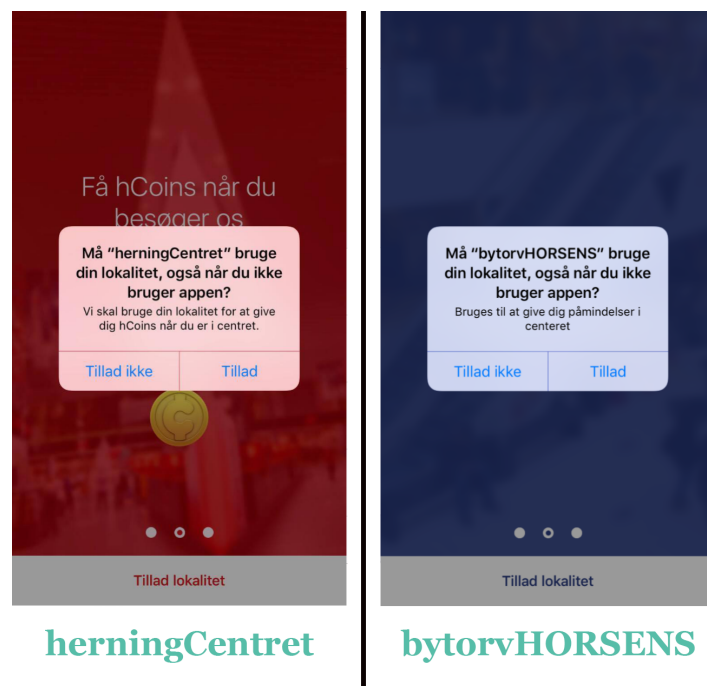 Få hCoins når du
besøger os
Må “herningCentret” bruge
din lokalitet, også når du ikke
bruger appen?
Vi skal bruge din lokalitet for at give
dig hCoins når du er i centret.
Tillad ikke
Tillad
Tillad lokalitet
herningCentret
Må “bytorvHORSENS” bruge
din lokalitet, også når du ikke
bruger appen?
Bruges til at give dig påmindelser i
centeret
Tillad ikke
Tillad
Tillad lokalitet
bytorvHORSENS